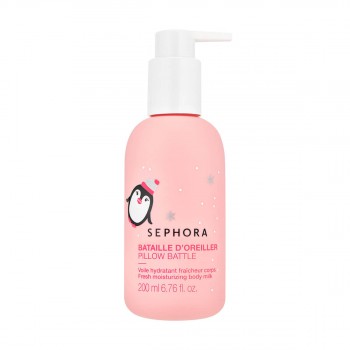 SEPHORA
BATAILLE D'OREILLER
PILLOW BATTLE
Voile hydratant fraîcheur corps
Fresh moisturizing body milk
200 ml 6.76 fl. oz.